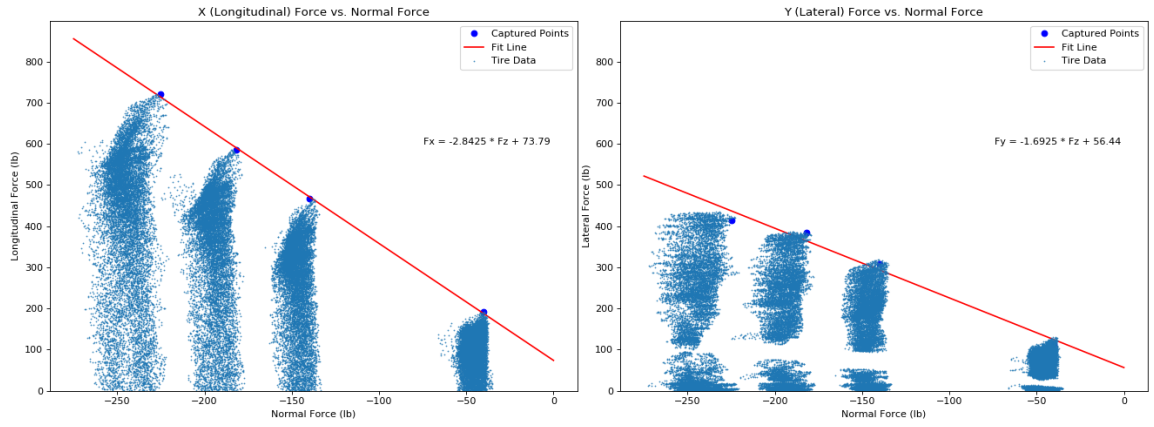 X (Longitudinal) Force vs. Normal Force
Captured Points
Fit Line
Tire Data
Fx = -2.8425 * Fz + 73.79
Longitudinal Force (lb)
800
700
600
500
400
300
200
100
0
−250
−200
−150
−100
−50
0
Normal Force (lb)
Y (Lateral) Force vs. Normal Force
Captured Points
Fit Line
Tire Data
Fy = -1.6925 * Fz + 56.44
Lateral Force (lb)
800
700
600
500
400
300
200
100
0
−250
−200
−150
−100
−50
0
Normal Force (lb)